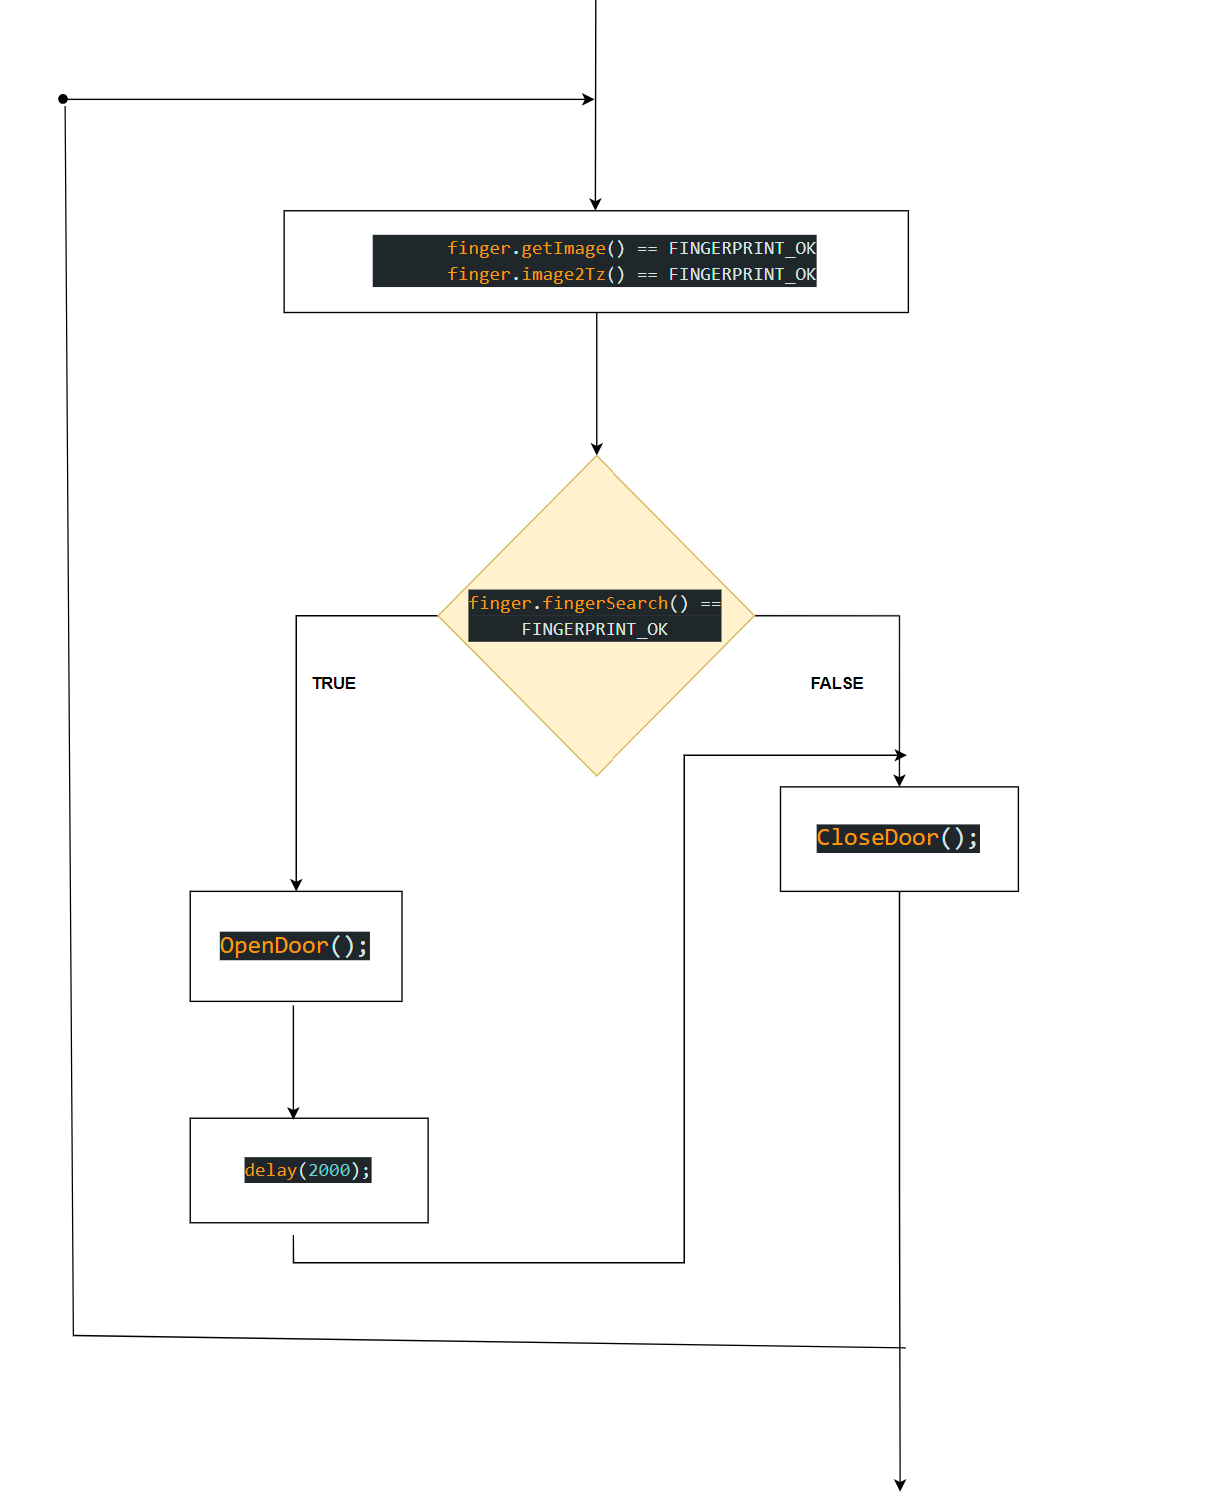 finger.getImage() == FINGERPRINT_OK
finger.image2Tz() == FINGERPRINT_OK
finger.fingerSearch() ==
FINGERPRINT_OK
TRUE
FALSE
CloseDoor();
OpenDoor();
delay(2000);